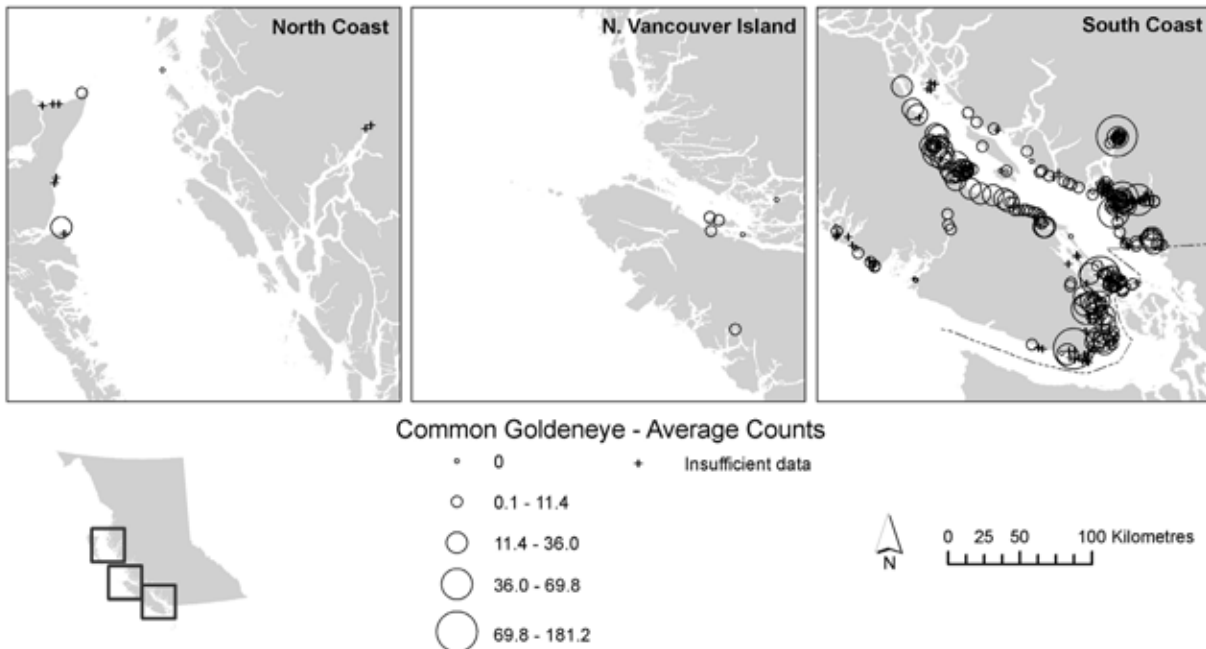 North Coast
N. Vancouver Island
South Coast
Common Goldeneye - Average Counts
0
Insufficient data
0.1 - 11.4
11.4 - 36.0
36.0 - 69.8
69.8 - 181.2
N
0 25 50 100 Kilometres